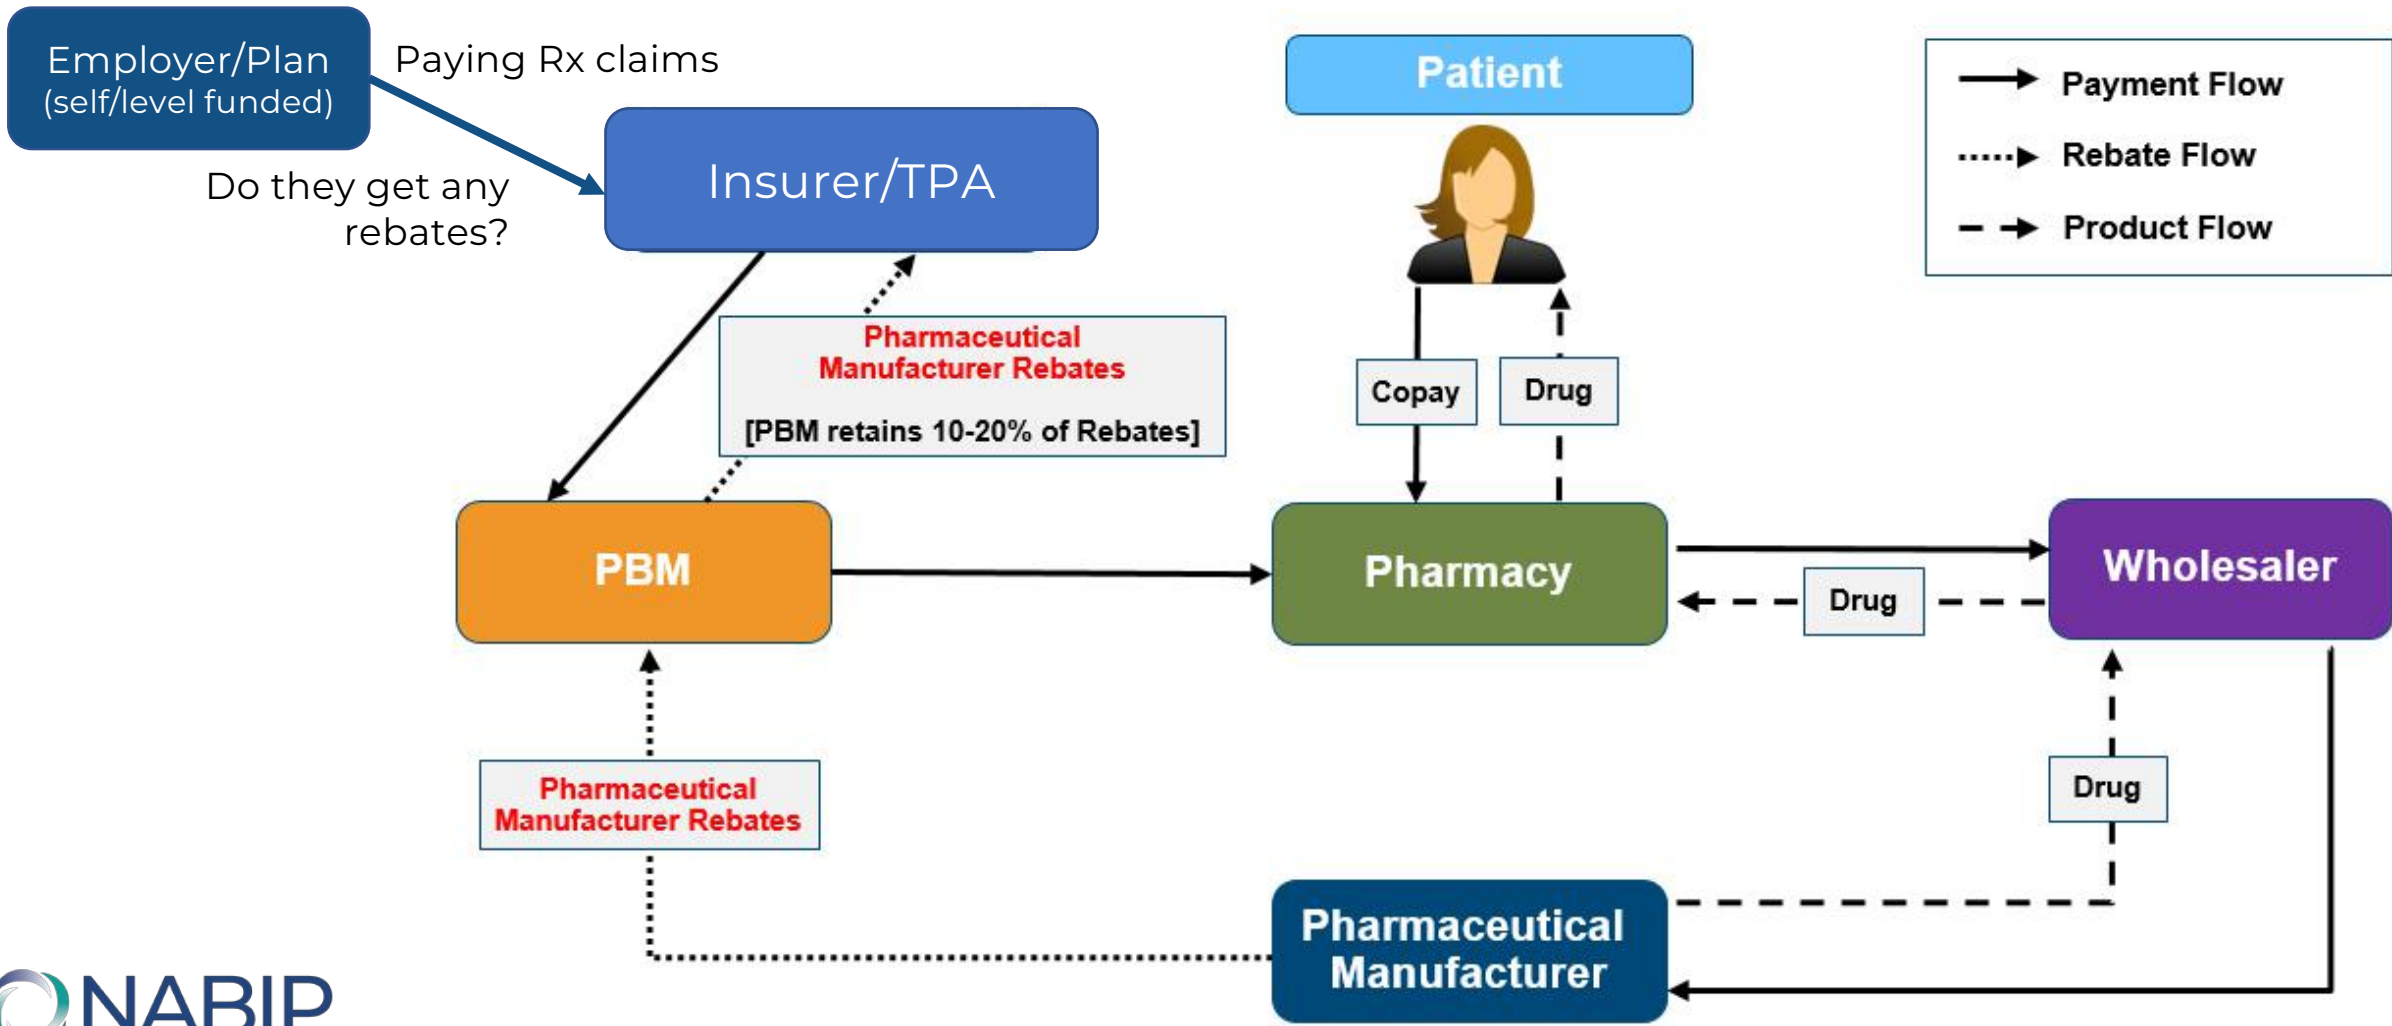 Employer/Plan
(self/level funded)
Paying Rx claims
Do they get any
rebates?
Insurer/TPA
Patient
Payment Flow
Rebate Flow
Product Flow
Pharmaceutical
Manufacturer Rebates
[PBM retains 10-20% of Rebates]
Copay
Drug
PBM
Pharmacy
Drug
Wholesaler
Pharmaceutical
Manufacturer Rebates
Drug
Pharmaceutical
Manufacturer
NABIP